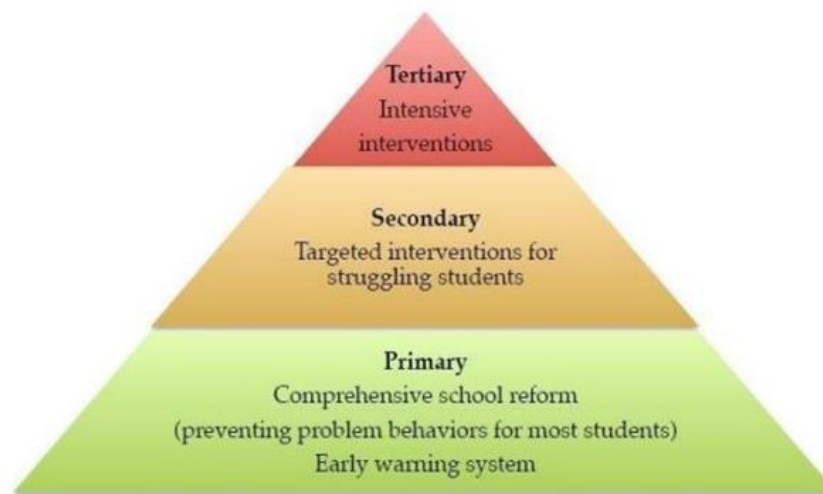 Tertiary
Intensive
interventions
Secondary
Targeted interventions for
struggling students
Primary
Comprehensive school reform
(preventing problem behaviors for most students)
Early warning system